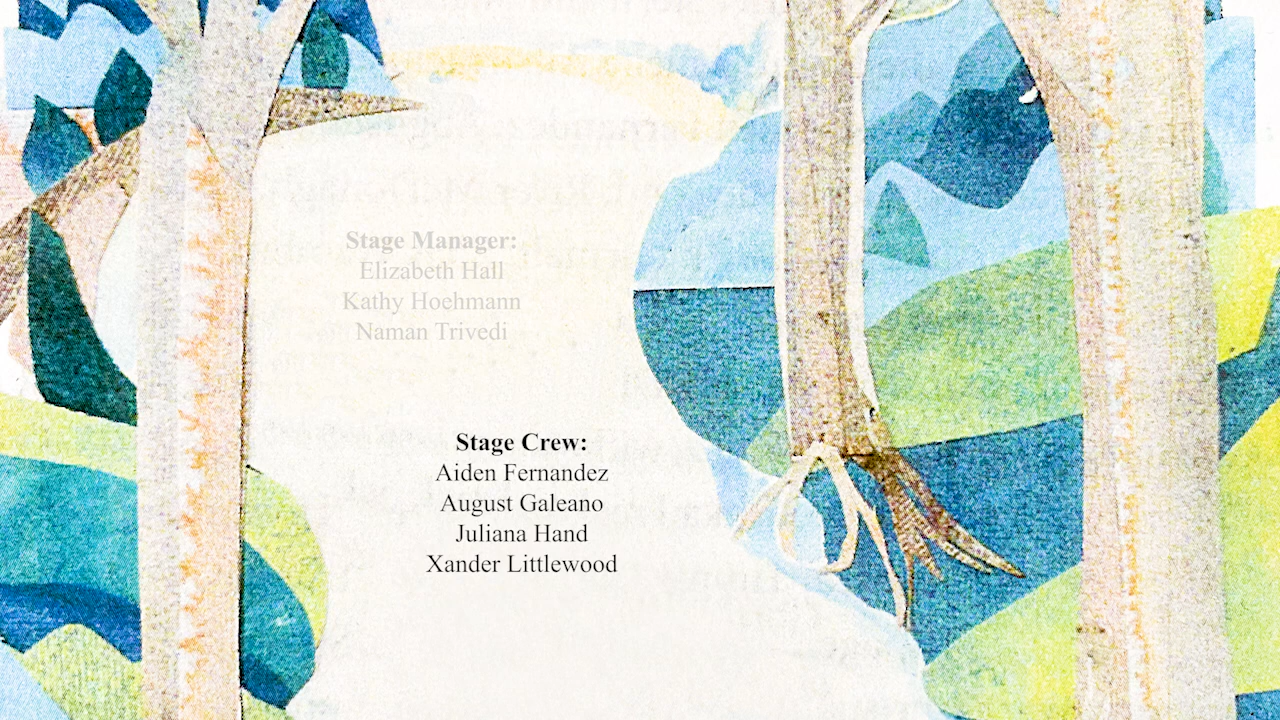 Stage Manager:
Elizabeth Hall
Kathy Hoehmann
Naman Trivedi
Stage Crew:
Aiden Fernandez
August Galeano
Juliana Hand
Xander Littlewood